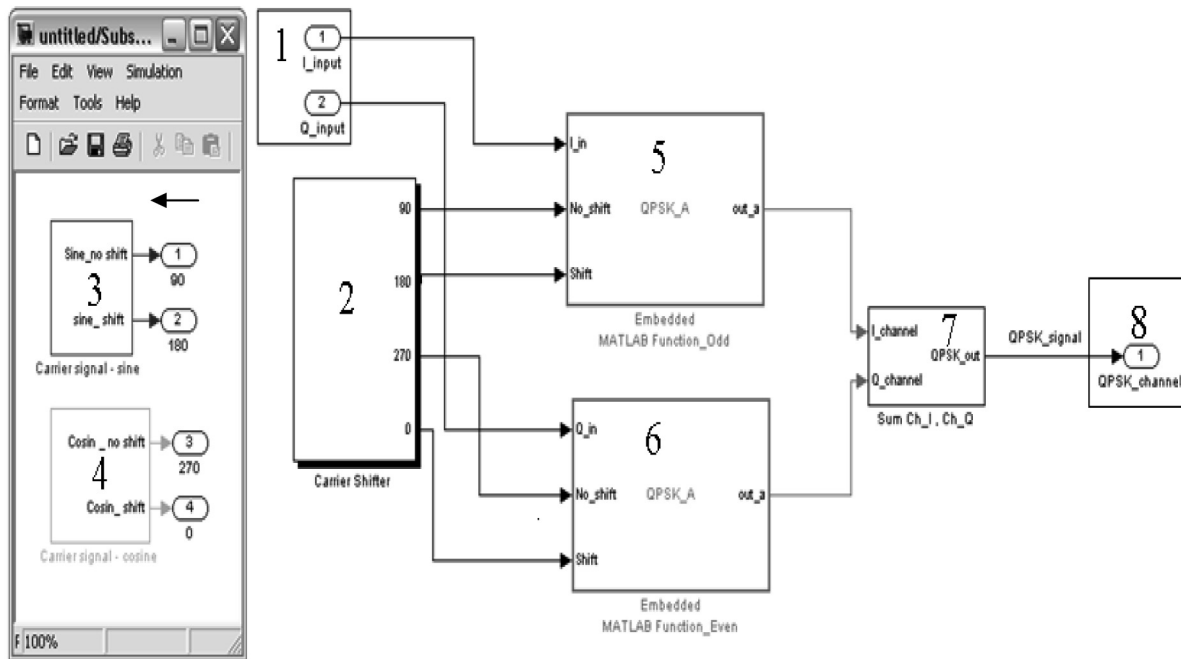 untitled/Subs...
File Edit View Simulation
Format Tools Help
Sine_no shift
1
90
3
sine_ shift
2
180
Carrier signal - sine
Cosin _ no shift
3
270
4
Cosin_ shift
4
0
Carrier signal - cosine
100%
1
1
I_input
2
Q_input
2
90
180
270
0
Carrier Shifter
5
I_in
No_shift
QPSK_A
out_a
Shift
Embedded
MATLAB Function_Odd
6
Q_in
No_shift
QPSK_A
out_a
Shift
Embedded
MATLAB Function_Even
7
I_channel
QPSK_out
Q_channel
Sum Ch_I , Ch_Q
QPSK_signal
8
1
QPSK_channel